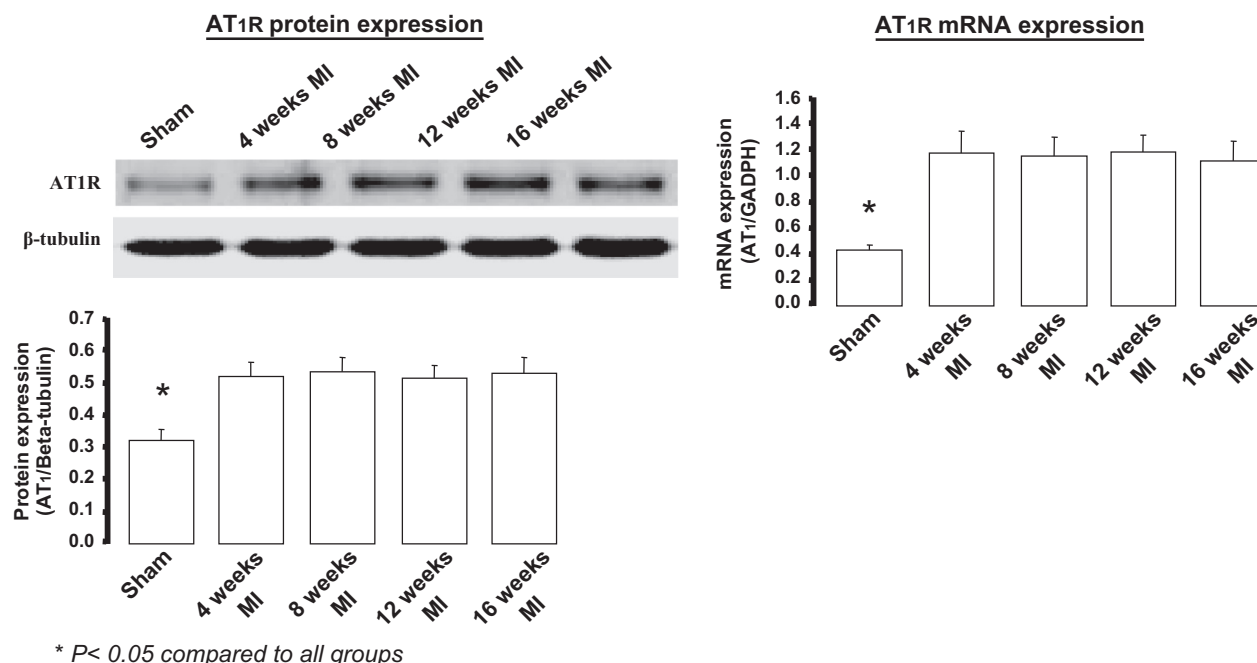 AT1R protein expression
Sham
4 weeks MI
8 weeks MI
12 weeks MI
16 weeks MI
AT1R
β-tubulin
Protein expression
(AT1/Beta-tubulin)
0.7
0.6
0.5
0.4
0.3
0.2
0.1
0.0
*
Sham
4 weeks
MI
8 weeks
MI
12 weeks
MI
16 weeks
MI
* P< 0.05 compared to all groups
AT1R mRNA expression
mRNA expression
(AT1/GADPH)
1.6
1.4
1.2
1.0
0.8
0.6
0.4
0.2
0.0
*
Sham
4 weeks
MI
8 weeks
MI
12 weeks
MI
16 weeks
MI